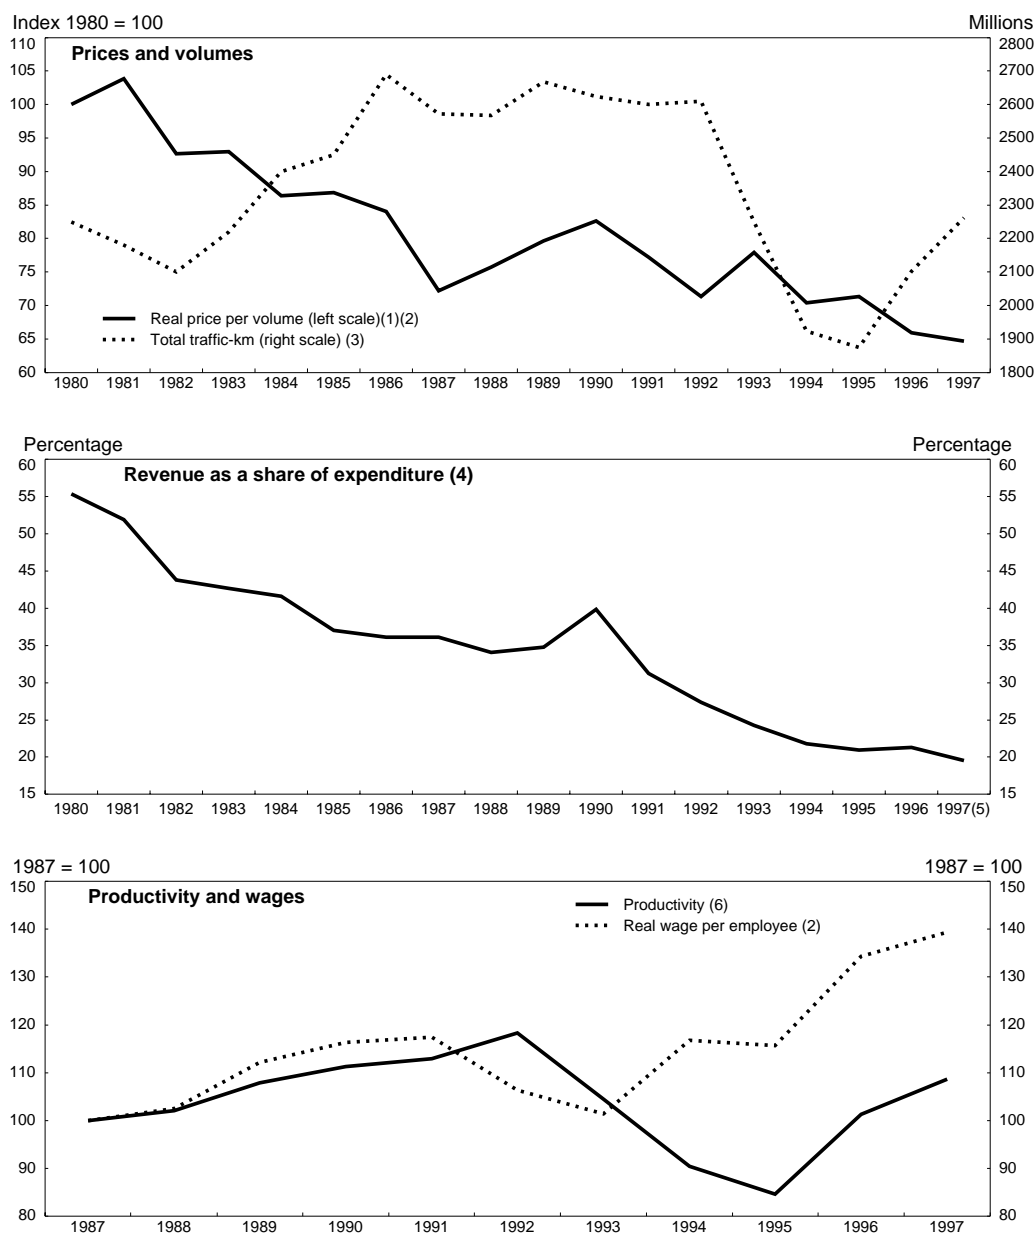 Index 1980 = 100 Millions
Prices and volumes
110 2800
105 2700
100 2600
95 2500
90 2400
85 2300
80 2200
75 2100
70 2000
65 1900
60 1800
Real price per volume (left scale)(1)(2)
Total traffic-km (right scale) (3)
1980 1981 1982 1983 1984 1985 1986 1987 1988 1989 1990 1991 1992 1993 1994 1995 1996 1997
Percentage Percentage
Revenue as a share of expenditure (4)
60 60
55 55
50 50
45 45
40 40
35 35
30 30
25 25
20 20
15 15
1980 1981 1982 1983 1984 1985 1986 1987 1988 1989 1990 1991 1992 1993 1994 1995 1996 1997(5)
1987 = 100 1987 = 100
Productivity and wages
Productivity (6)
Real wage per employee (2)
150 150
140 140
130 130
120 120
110 110
100 100
90 90
80 80
1987 1988 1989 1990 1991 1992 1993 1994 1995 1996 1997